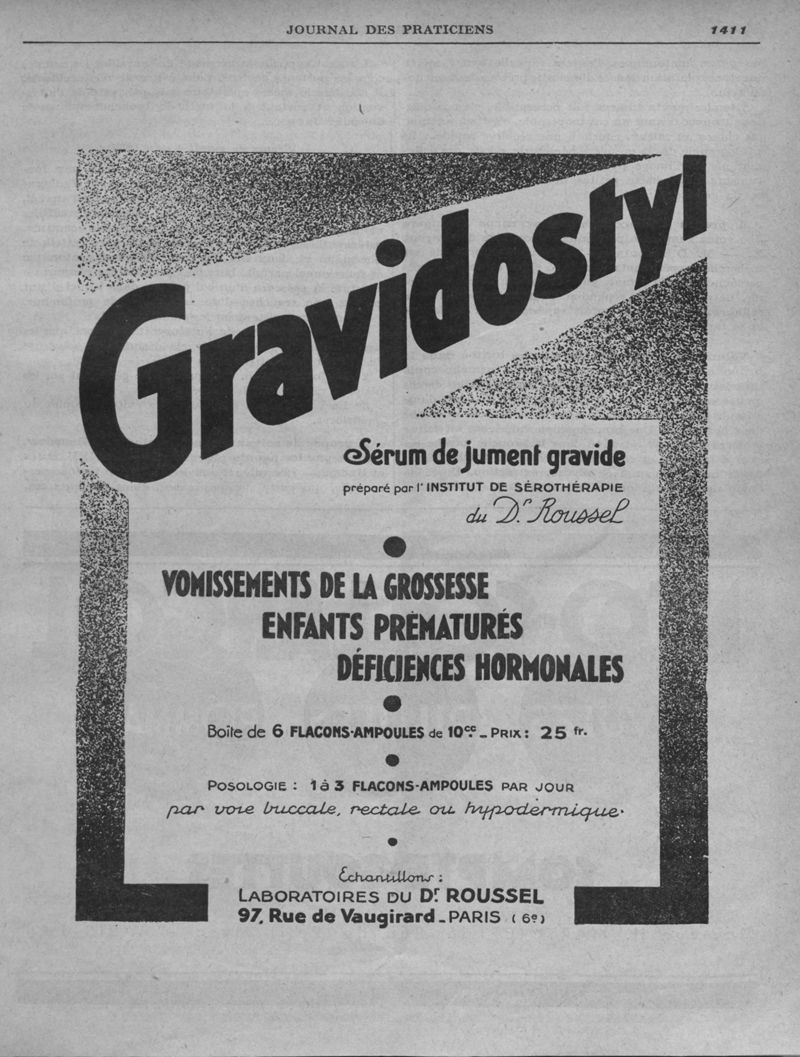 JOURNAL DES PRATICIENS
1411
Gravidostyl
Sérum de jument gravide
préparé par l'INSTITUT DE SÉROTHÉRAPIE
du Dr. Roussel
VOMISSEMENTS DE LA GROSSESSE
ENFANTS PRÉMATURÉS
DÉFICIENCES HORMONALES
Boîte de 6 FLACONS-AMPOULES de 10cc. - PRIX: 25 fr.
POSOLOGIE : 1 à 3 FLACONS-AMPOULES PAR JOUR
par voie buccale, rectale ou hypodermique.
Échantillons :
LABORATOIRES DU Dr. ROUSSEL
97, Rue de Vaugirard - PARIS (6e)